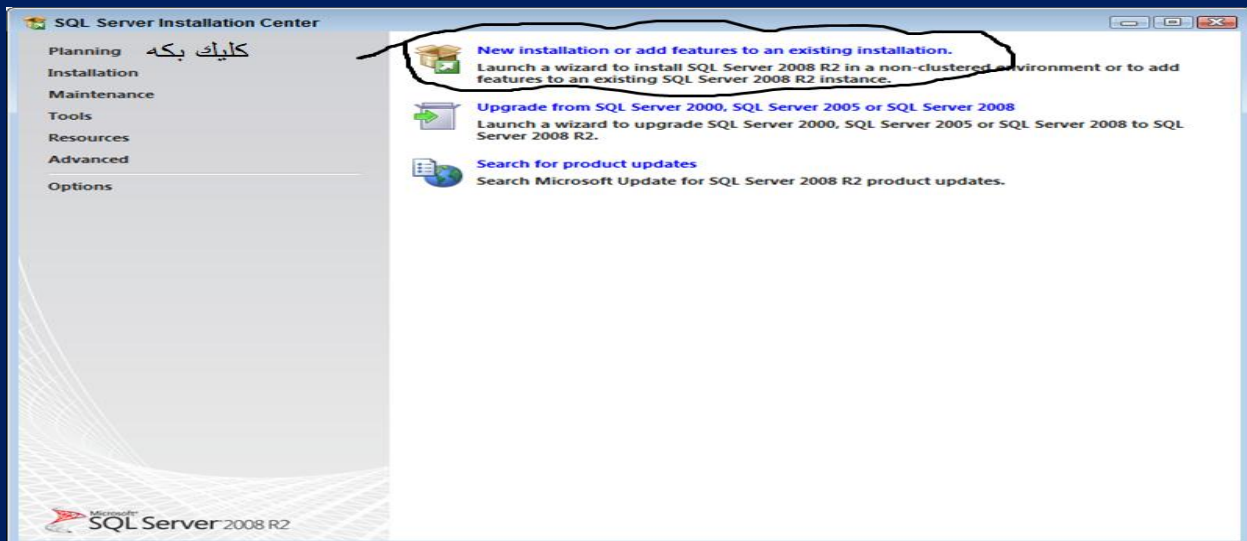 SQL Server Installation Center
Planning
كليك بكه
Installation
Maintenance
Tools
Resources
Advanced
Options
New installation or add features to an existing installation.
Launch a wizard to install SQL Server 2008 R2 in a non-clustered environment or to add
features to an existing SQL Server 2008 R2 instance.
Upgrade from SQL Server 2000, SQL Server 2005 or SQL Server 2008
Launch a wizard to upgrade SQL Server 2000, SQL Server 2005 or SQL Server 2008 to SQL
Server 2008 R2.
Search for product updates
Search Microsoft Update for SQL Server 2008 R2 product updates.
Microsoft
SQL Server 2008 R2